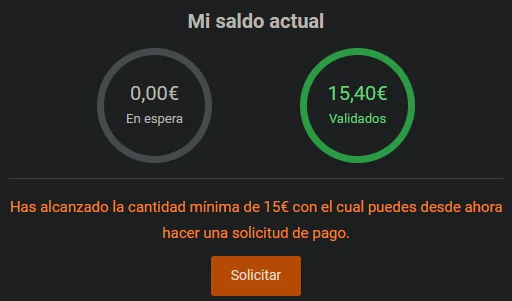 Mi saldo actual
0,00€
En espera
15,40€
Validados
Has alcanzado la cantidad mínima de 15€ con el cual puedes desde ahora
hacer una solicitud de pago.
Solicitar